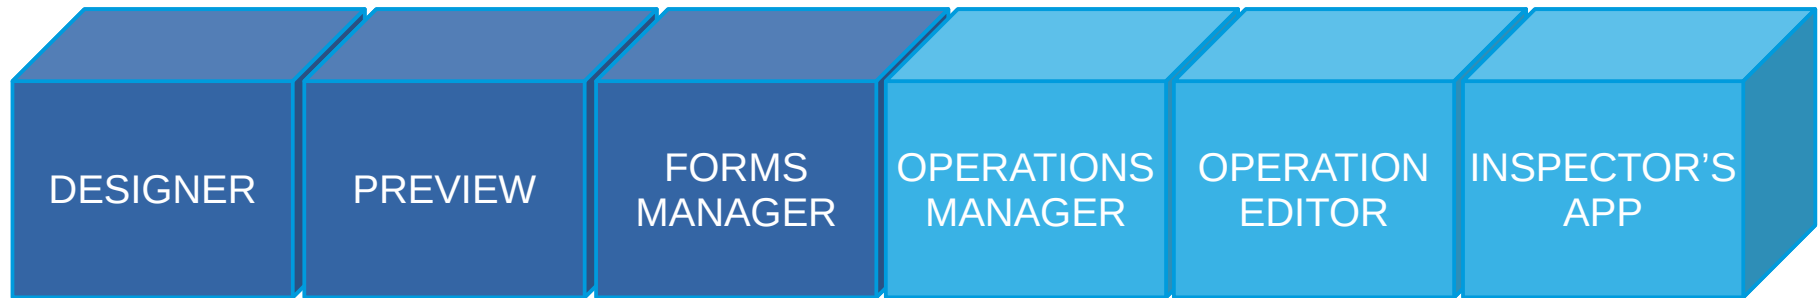 DESIGNER
PREVIEW
FORMS
MANAGER
OPERATIONS
MANAGER
OPERATION
EDITOR
INSPECTOR’S
APP